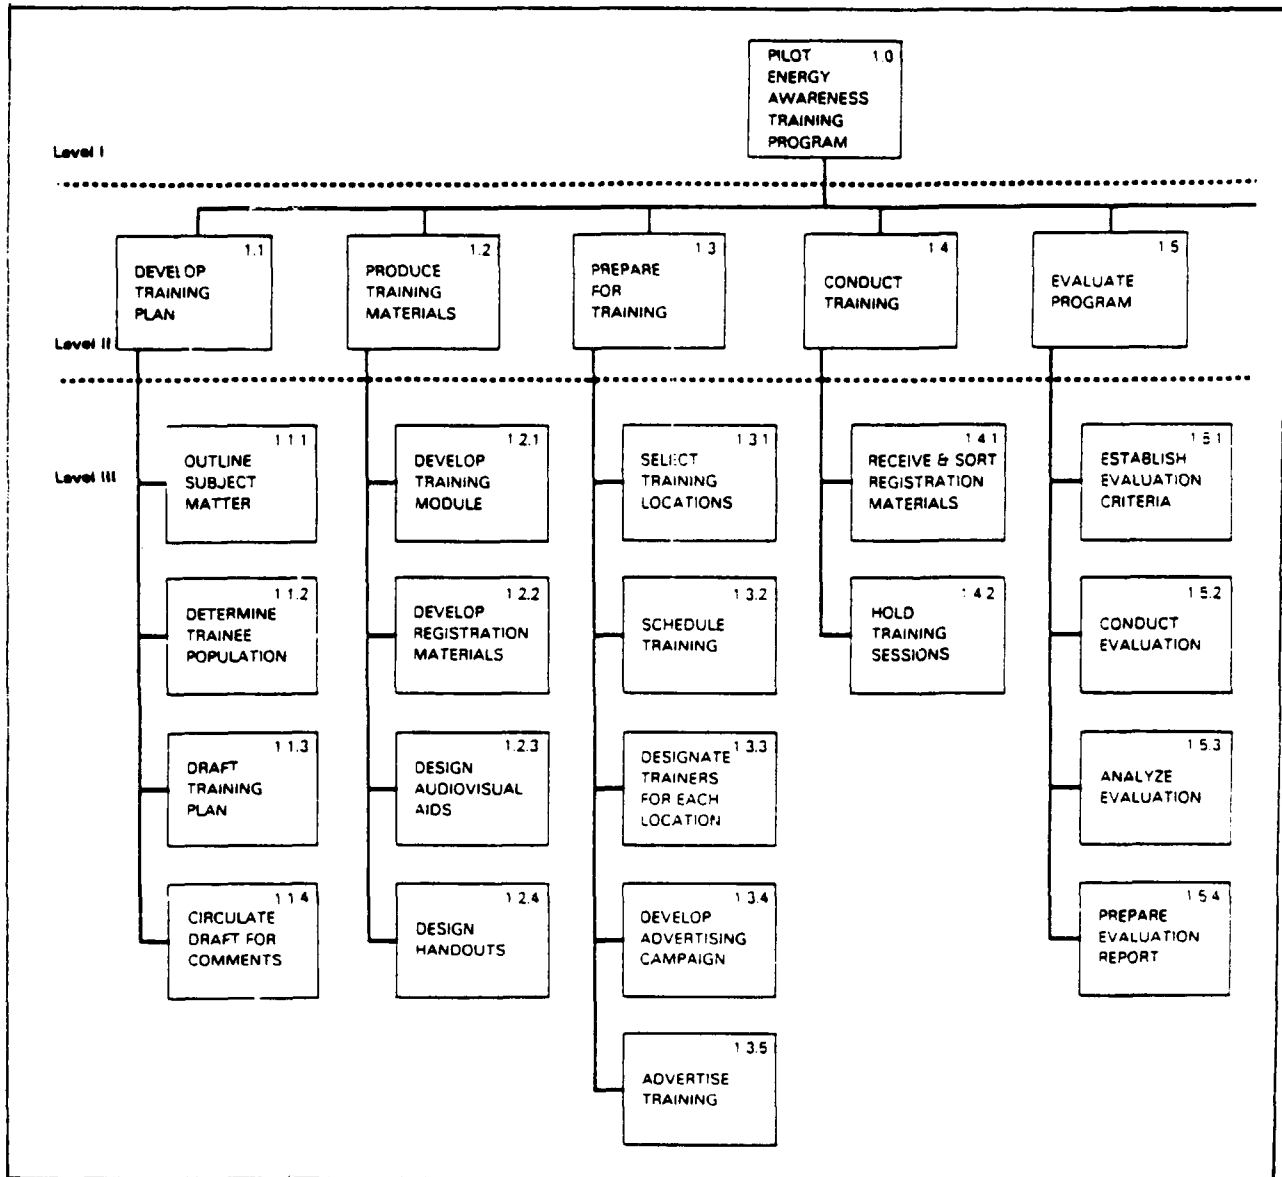 PILOT 1.0
ENERGY
AWARENESS
TRAINING
PROGRAM
Level I
1.1
DEVELOP
TRAINING
PLAN
1.2
PRODUCE
TRAINING
MATERIALS
1.3
PREPARE
FOR
TRAINING
1.4
CONDUCT
TRAINING
1.5
EVALUATE
PROGRAM
Level II
Level III
1.1.1
OUTLINE
SUBJECT
MATTER
1.1.2
DETERMINE
TRAINEE
POPULATION
1.1.3
DRAFT
TRAINING
PLAN
1.1.4
CIRCULATE
DRAFT FOR
COMMENTS
1.2.1
DEVELOP
TRAINING
MODULE
1.2.2
DEVELOP
REGISTRATION
MATERIALS
1.2.3
DESIGN
AUDIOVISUAL
AIDS
1.2.4
DESIGN
HANDOUTS
1.3.1
SELECT
TRAINING
LOCATIONS
1.3.2
SCHEDULE
TRAINING
1.3.3
DESIGNATE
TRAINERS
FOR EACH
LOCATION
1.3.4
DEVELOP
ADVERTISING
CAMPAIGN
1.3.5
ADVERTISE
TRAINING
1.4.1
RECEIVE & SORT
REGISTRATION
MATERIALS
1.4.2
HOLD
TRAINING
SESSIONS
1.5.1
ESTABLISH
EVALUATION
CRITERIA
1.5.2
CONDUCT
EVALUATION
1.5.3
ANALYZE
EVALUATION
1.5.4
PREPARE
EVALUATION
REPORT